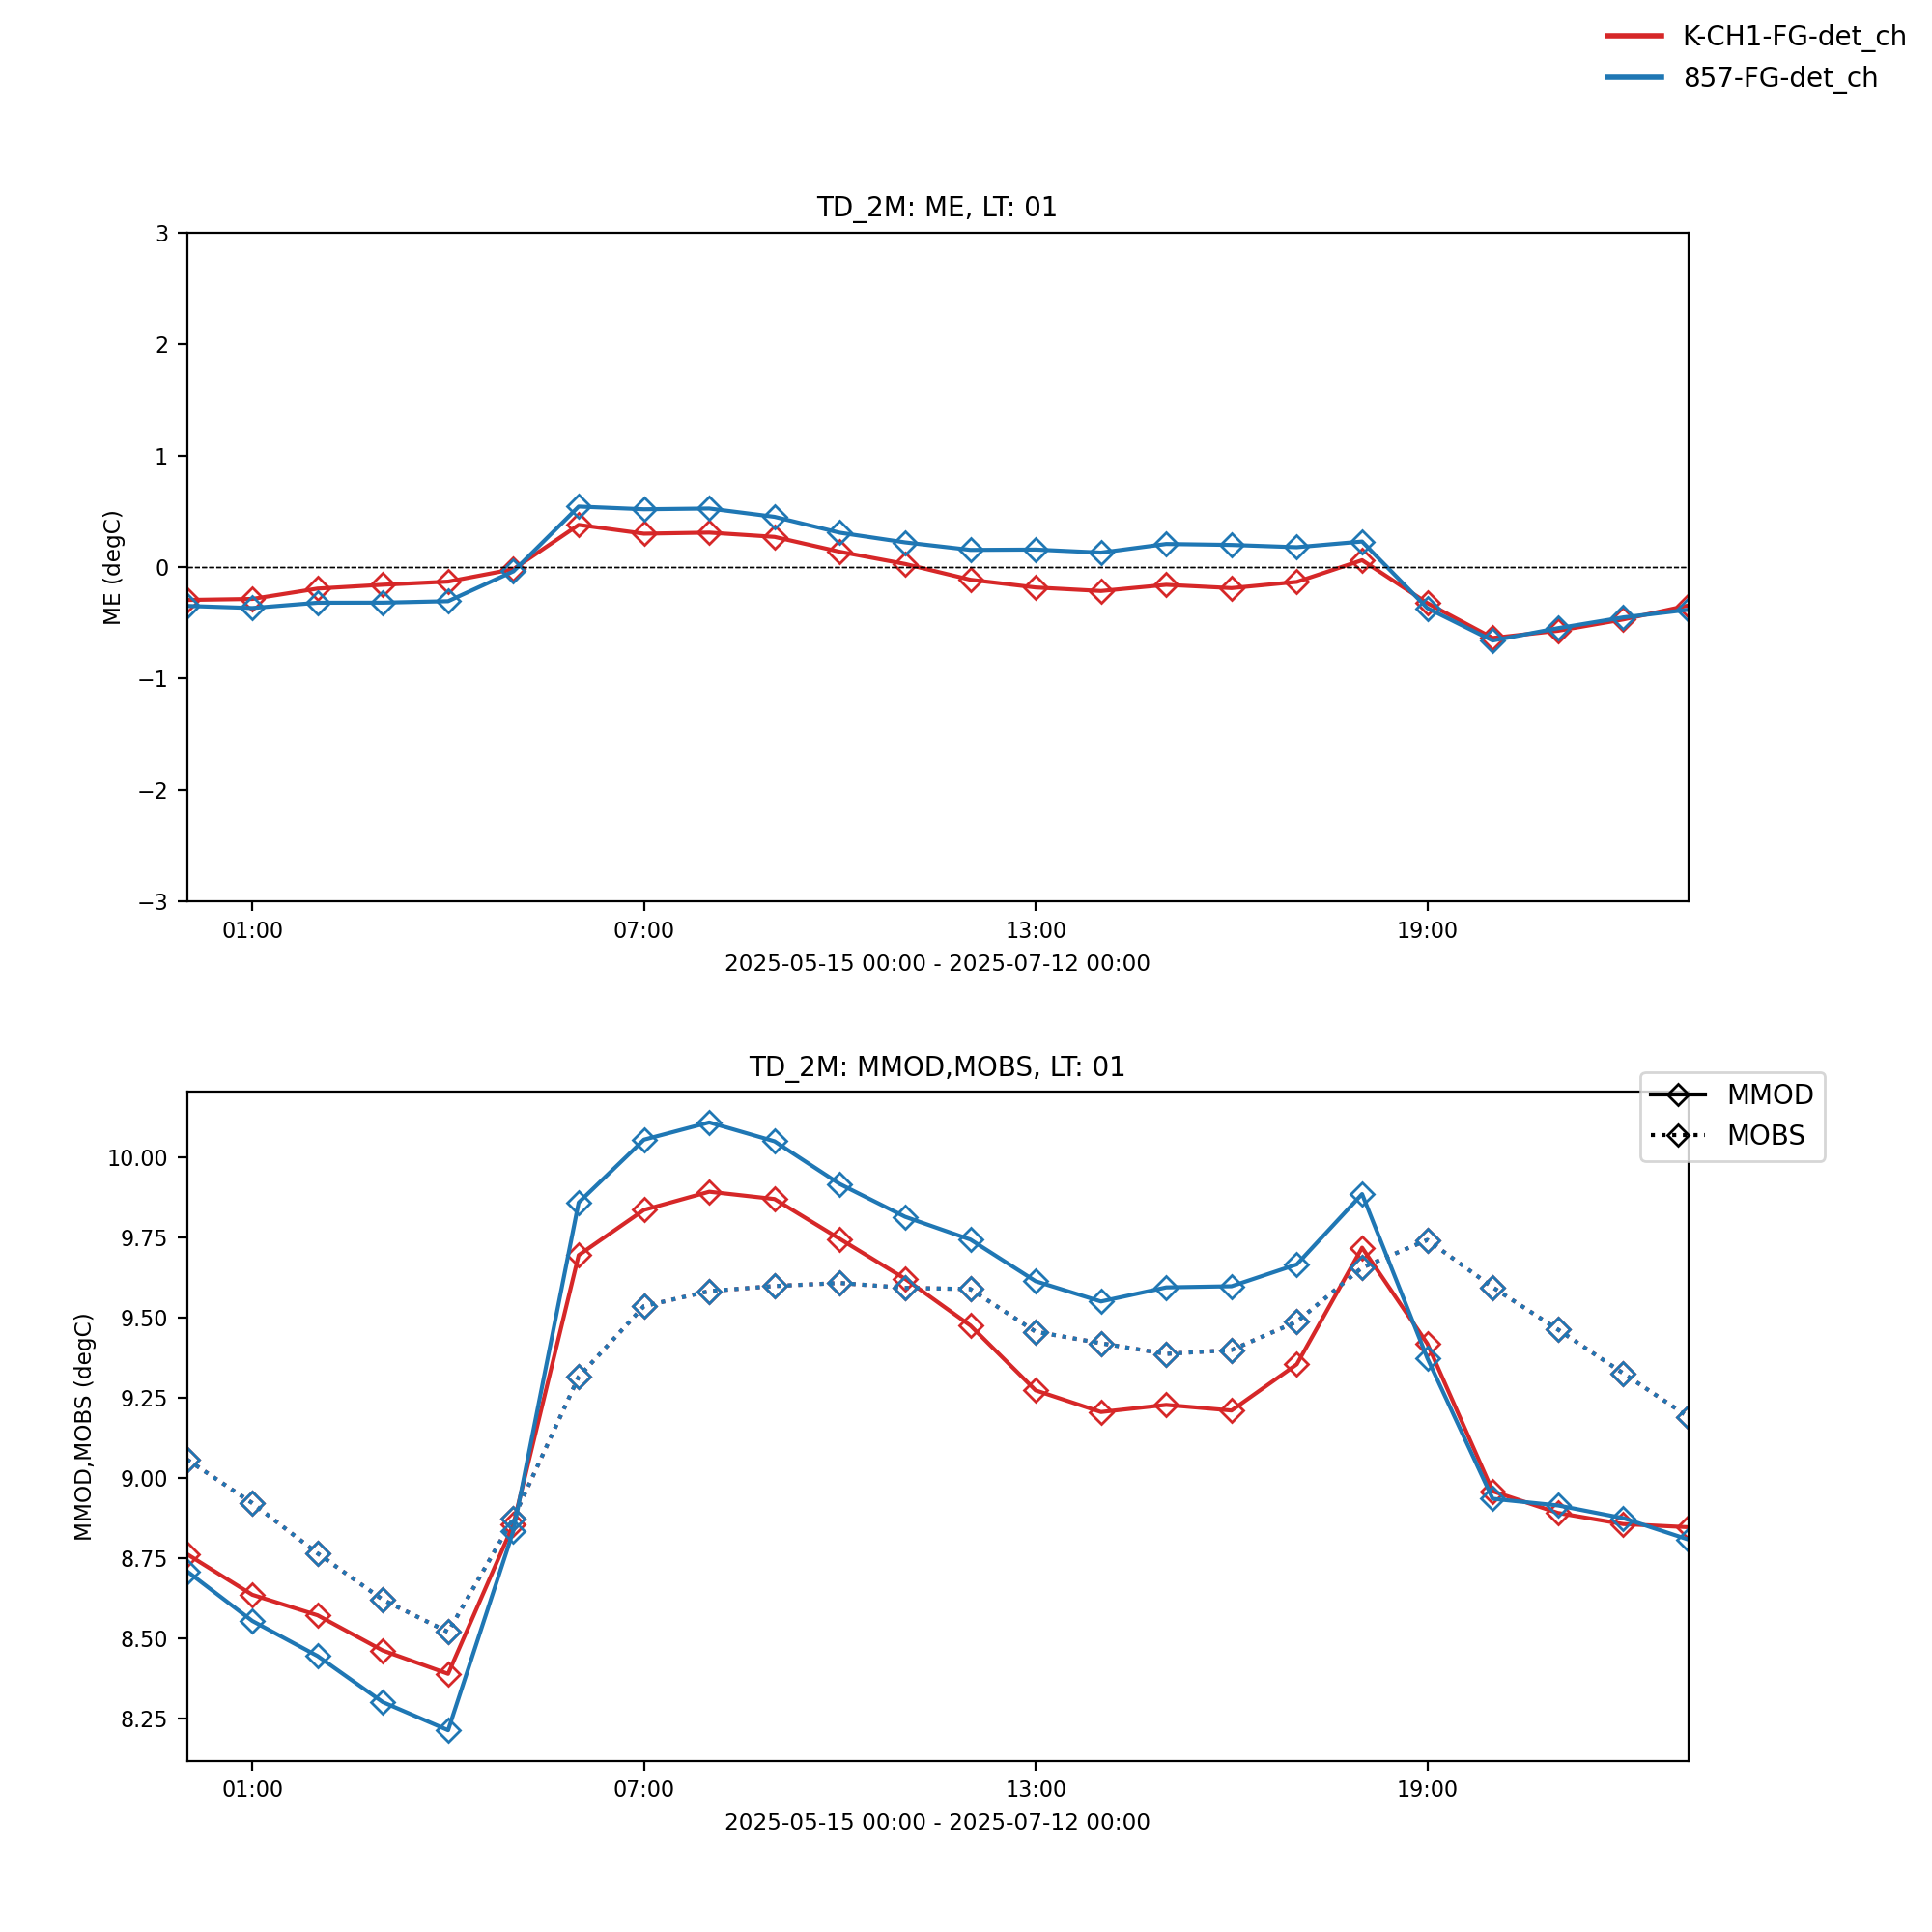 K-CH1-FG-det_ch
857-FG-det_ch
TD_2M: ME, LT: 01
3
2
1
0
−1
−2
−3
ME (degC)
01:00 07:00 13:00 19:00
2025-05-15 00:00 - 2025-07-12 00:00
TD_2M: MMOD,MOBS, LT: 01
MMOD
MOBS
10.00
9.75
9.50
9.25
9.00
8.75
8.50
8.25
MMOD,MOBS (degC)
01:00 07:00 13:00 19:00
2025-05-15 00:00 - 2025-07-12 00:00